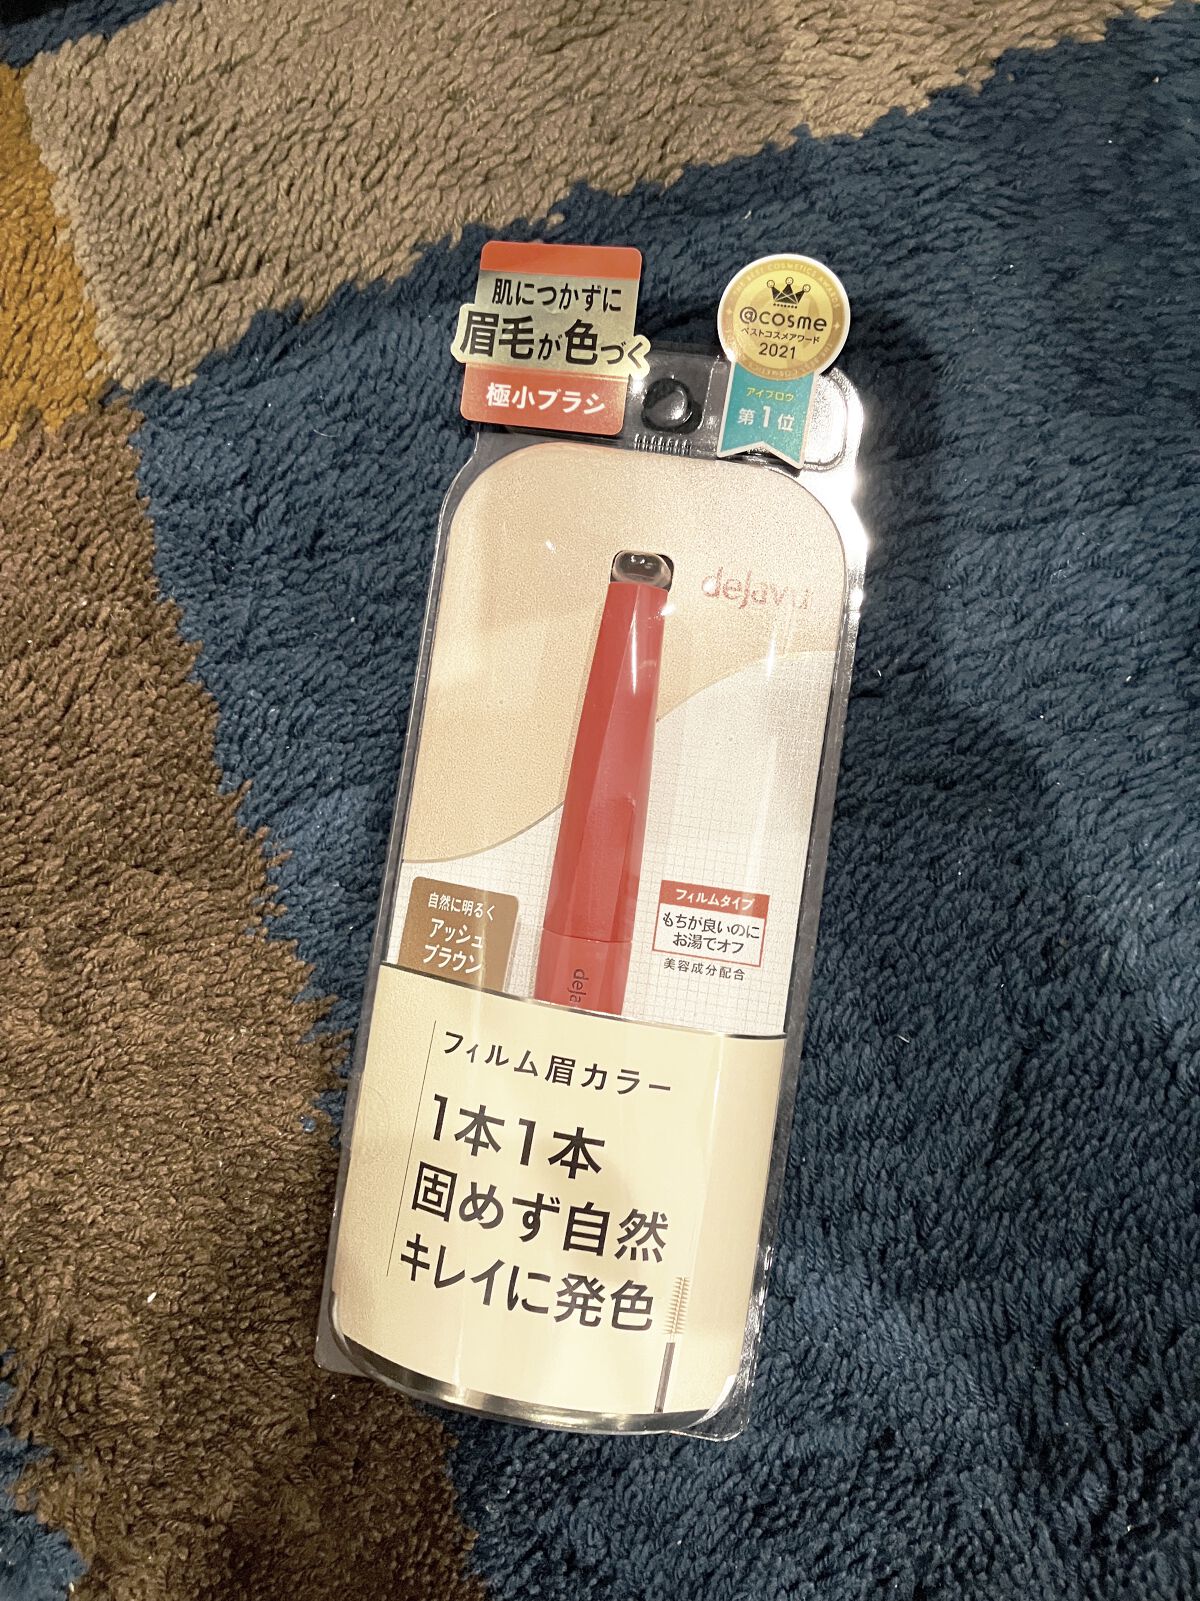 肌につかずに
眉毛が色づく
極小ブラシ
@cosme
ベストコスメアワード
2021
アイブロウ
第1位
dejavu
自然に明るく
アッシュ
ブラウン
フィルムタイプ
もちが良いのに
お湯でオフ
美容成分配合
deja
フィルム眉カラー
1本1本
固めず自然
キレイに発色